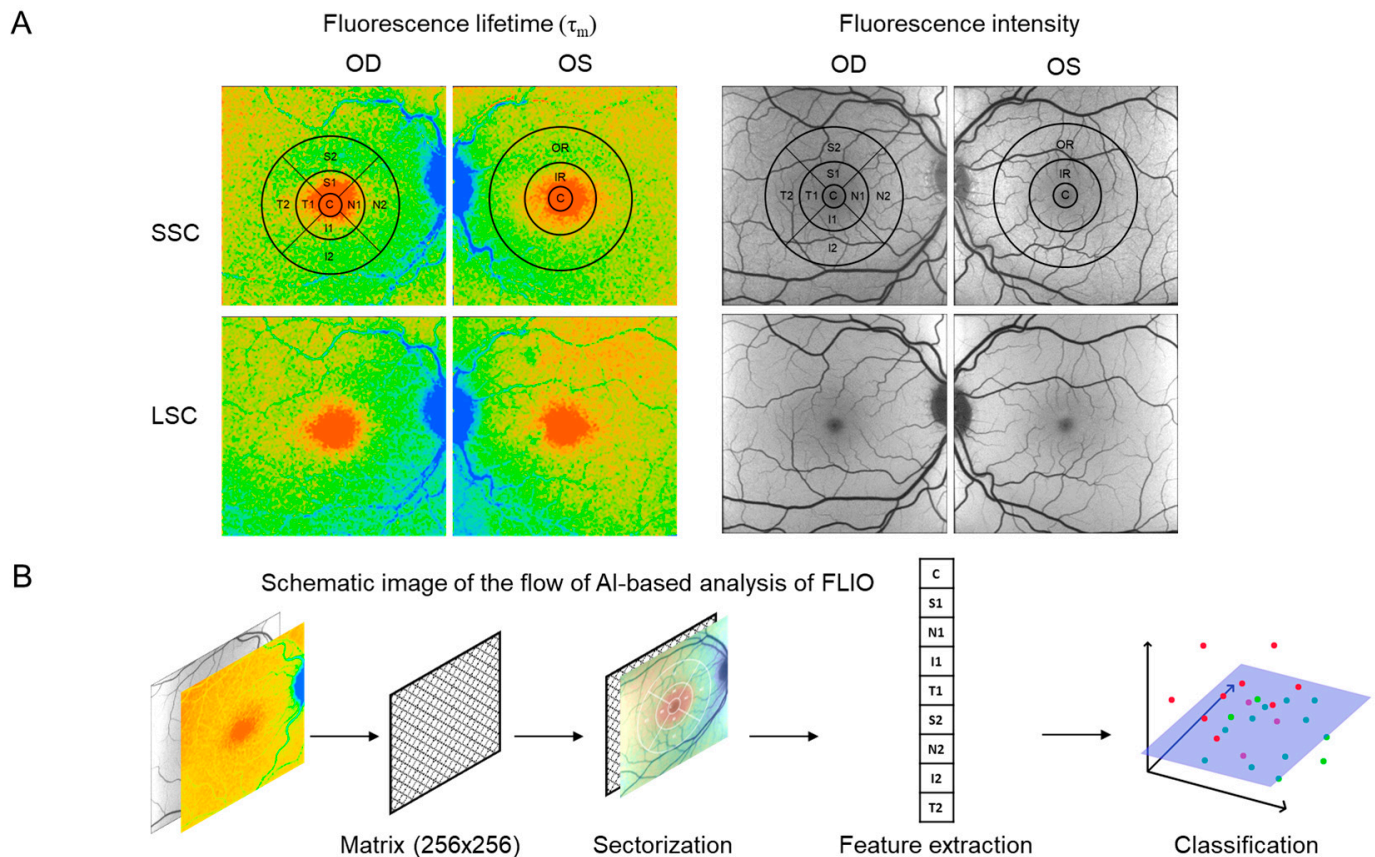 A
Fluorescence lifetime (τm)
Fluorescence intensity
OD
OS
OD
OS
SSC
S2
S1
T2
T1
C
N1
N2
I1
I2
OR
IR
C
S2
S1
T2
T1
C
N1
N2
I1
I2
OR
IR
C
LSC
B
Schematic image of the flow of AI-based analysis of FLIO
C
S1
N1
I1
T1
S2
N2
I2
T2
Matrix (256x256)
Sectorization
Feature extraction
Classification